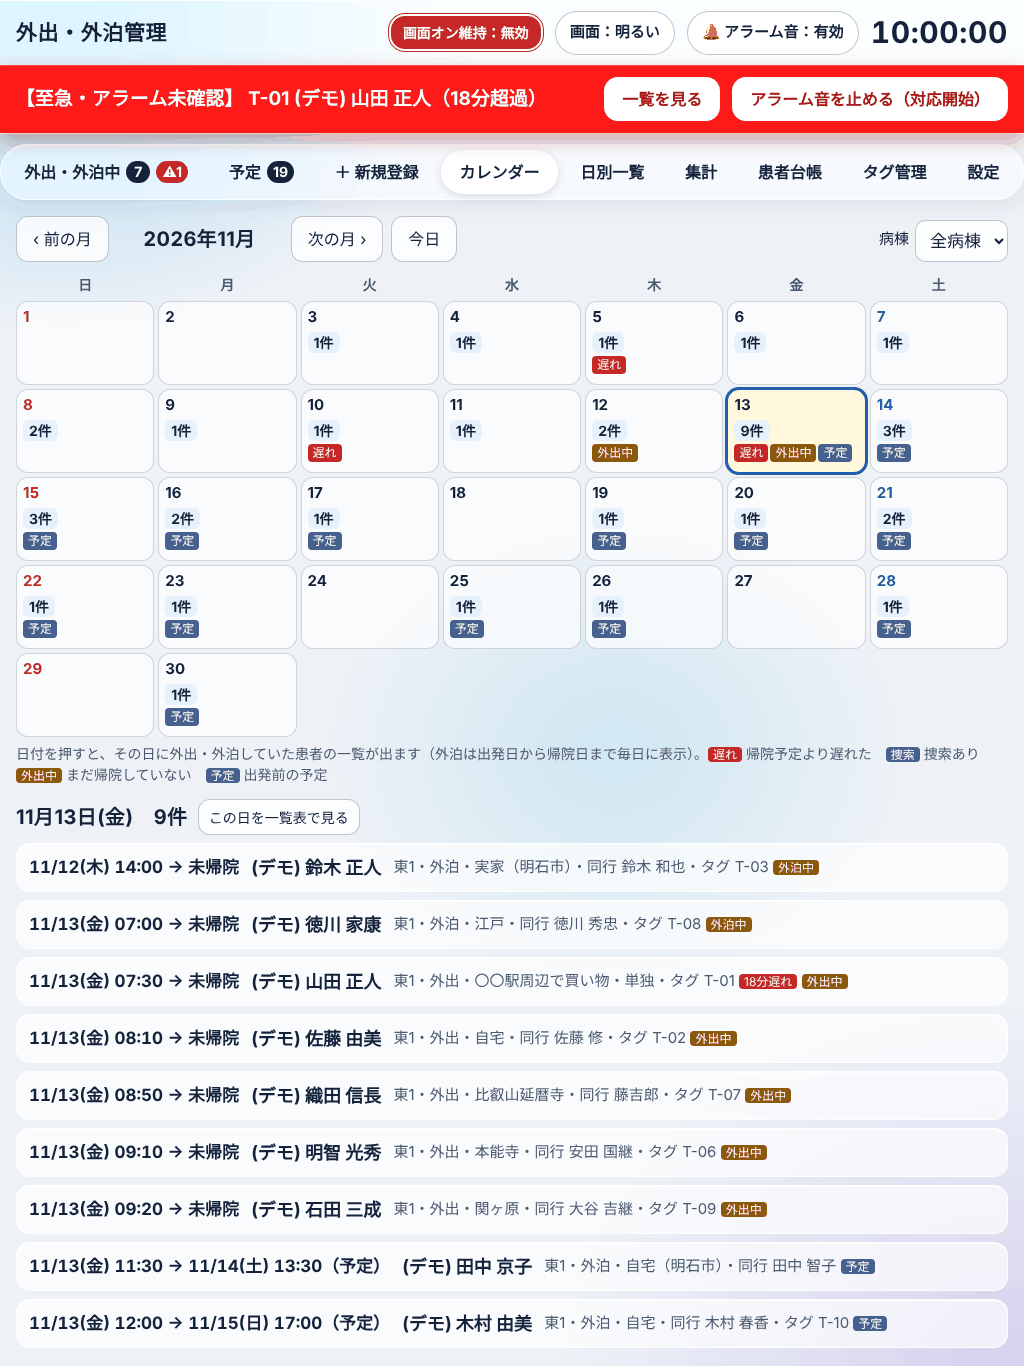 外出・外泊管理
画面オン維持：無効
画面：明るい
アラーム音：有効
10:00:00
【至急・アラーム未確認】 T-01 (デモ) 山田 正人（18分超過）
一覧を見る
アラーム音を止める（対応開始）
外出・外泊中 7 ⚠1
予定 19
＋ 新規登録
カレンダー
日別一覧
集計
患者台帳
タグ管理
設定
‹ 前の月
2026年11月
次の月 ›
今日
病棟
全病棟
日 月 火 水 木 金 土
1
2
3
1件
4
1件
5
1件
遅れ
6
1件
7
1件
8
2件
9
1件
10
1件
遅れ
11
1件
12
2件
外出中
13
9件
遅れ 外出中 予定
14
3件
予定
15
3件
予定
16
2件
予定
17
1件
予定
18
19
1件
予定
20
1件
予定
21
2件
予定
22
1件
予定
23
1件
予定
24
25
1件
予定
26
1件
予定
27
28
1件
予定
29
30
1件
予定
日付を押すと、その日に外出・外泊していた患者の一覧が出ます（外泊は出発日から帰院日まで毎日に表示）。 遅れ 帰院予定より遅れた 捜索 捜索あり
外出中 まだ帰院していない 予定 出発前の予定
11月13日(金) 9件 この日を一覧表で見る
11/12(木) 14:00 → 未帰院 (デモ) 鈴木 正人 東1・外泊・実家（明石市）・同行 鈴木 和也・タグ T-03 外泊中
11/13(金) 07:00 → 未帰院 (デモ) 徳川 家康 東1・外泊・江戸・同行 徳川 秀忠・タグ T-08 外泊中
11/13(金) 07:30 → 未帰院 (デモ) 山田 正人 東1・外出・〇〇駅周辺で買い物・単独・タグ T-01 18分遅れ 外出中
11/13(金) 08:10 → 未帰院 (デモ) 佐藤 由美 東1・外出・自宅・同行 佐藤 修・タグ T-02 外出中
11/13(金) 08:50 → 未帰院 (デモ) 織田 信長 東1・外出・比叡山延暦寺・同行 藤吉郎・タグ T-07 外出中
11/13(金) 09:10 → 未帰院 (デモ) 明智 光秀 東1・外出・本能寺・同行 安田 国継・タグ T-06 外出中
11/13(金) 09:20 → 未帰院 (デモ) 石田 三成 東1・外出・関ヶ原・同行 大谷 吉継・タグ T-09 外出中
11/13(金) 11:30 → 11/14(土) 13:30（予定） (デモ) 田中 京子 東1・外泊・自宅（明石市）・同行 田中 智子 予定
11/13(金) 12:00 → 11/15(日) 17:00（予定） (デモ) 木村 由美 東1・外泊・自宅・同行 木村 春香・タグ T-10 予定